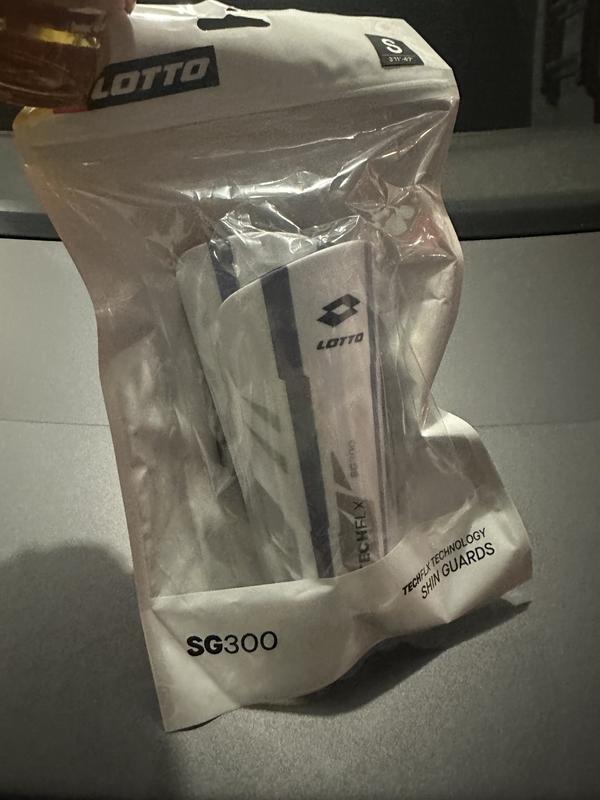 LOTTO
S
3'11"-4'7"
LOTTO
SG300
TECHFLX
TECHFLX TECHNOLOGY
SHIN GUARDS
SG300